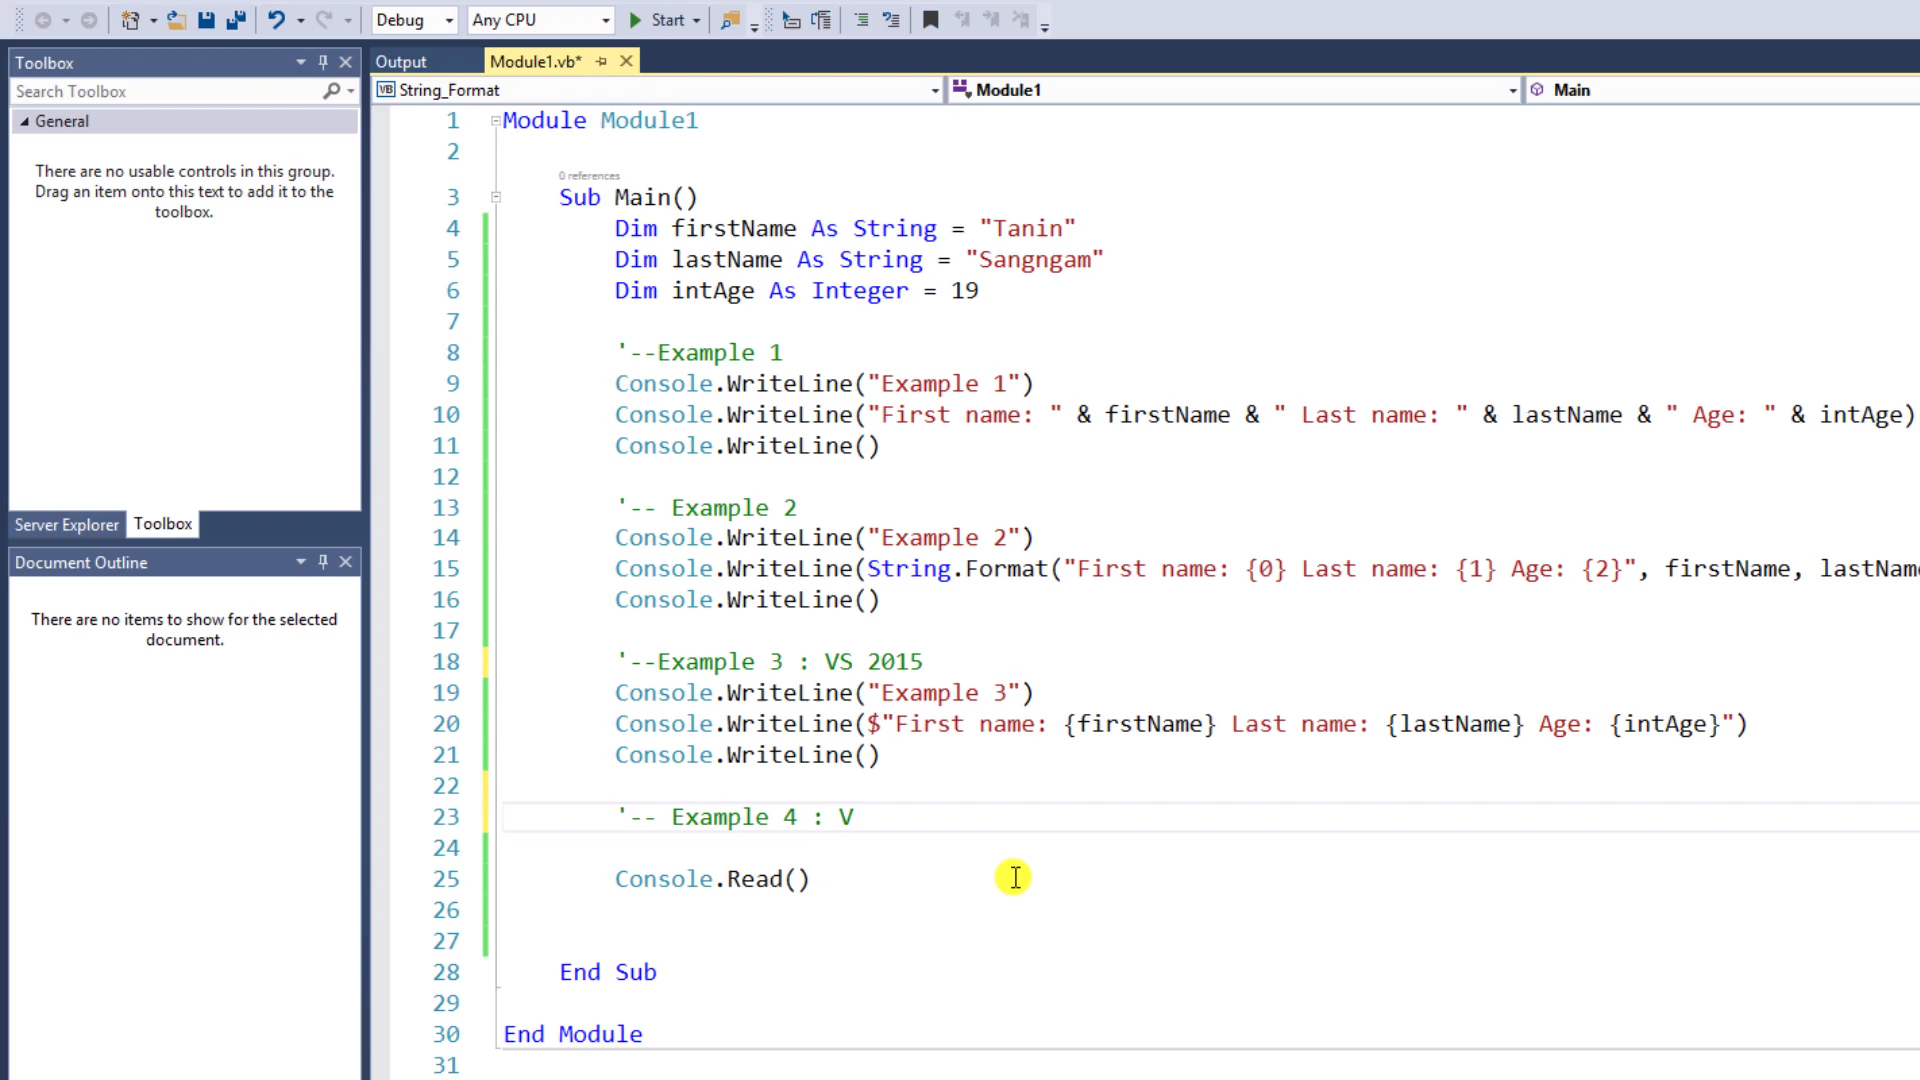 Debug
Any CPU
Start
Toolbox
Search Toolbox
General
There are no usable controls in this group.
Drag an item onto this text to add it to the
toolbox.
Server Explorer
Toolbox
Document Outline
There are no items to show for the selected
document.
Output
Module1.vb*
VB String_Format
Module1
Main
1 Module Module1
2
0 references
3 Sub Main()
4 Dim firstName As String = "Tanin"
5 Dim lastName As String = "Sangngam"
6 Dim intAge As Integer = 19
7
8 '--Example 1
9 Console.WriteLine("Example 1")
10 Console.WriteLine("First name: " & firstName & " Last name: " & lastName & " Age: " & intAge)
11 Console.WriteLine()
12
13 '-- Example 2
14 Console.WriteLine("Example 2")
15 Console.WriteLine(String.Format("First name: {0} Last name: {1} Age: {2}", firstName, lastName
16 Console.WriteLine()
17
18 '--Example 3 : VS 2015
19 Console.WriteLine("Example 3")
20 Console.WriteLine($"First name: {firstName} Last name: {lastName} Age: {intAge}")
21 Console.WriteLine()
22
23 '-- Example 4 : V
24
25 Console.Read()
26
27
28 End Sub
29
30 End Module
31